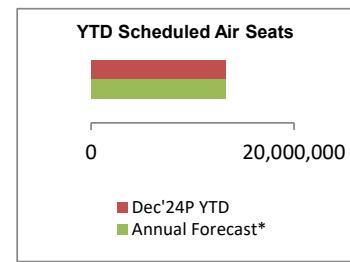 YTD Scheduled Air Seats
0 20,000,000
Dec'24P YTD
Annual Forecast*